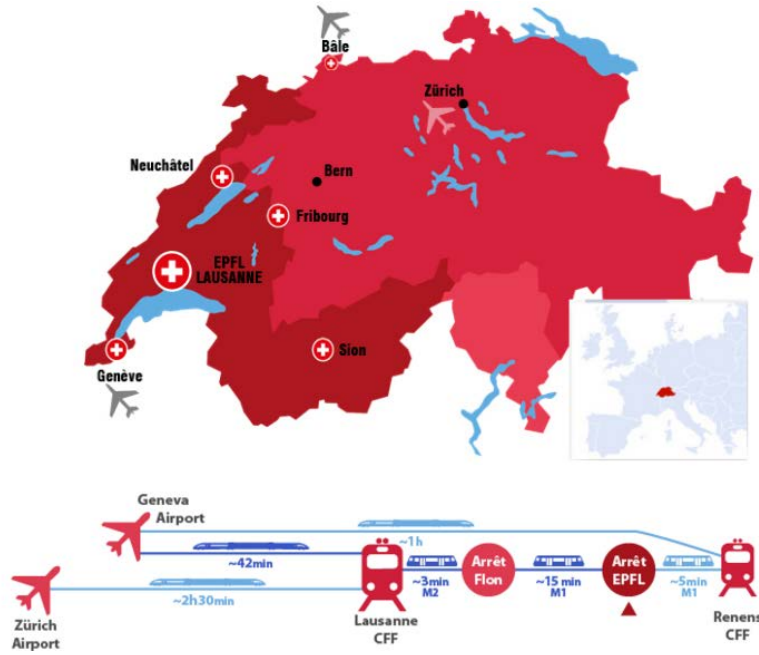 Bâle
Zürich
Neuchâtel
Bern
Fribourg
EPFL
LAUSANNE
Sion
Genève
Geneva
Airport
~1h
~42min
~2h30min
Zürich
Airport
Lausanne
CFF
~3min
M2
Arrêt
Flon
~15 min
M1
Arrêt
EPFL
~5min
M1
Renens
CFF